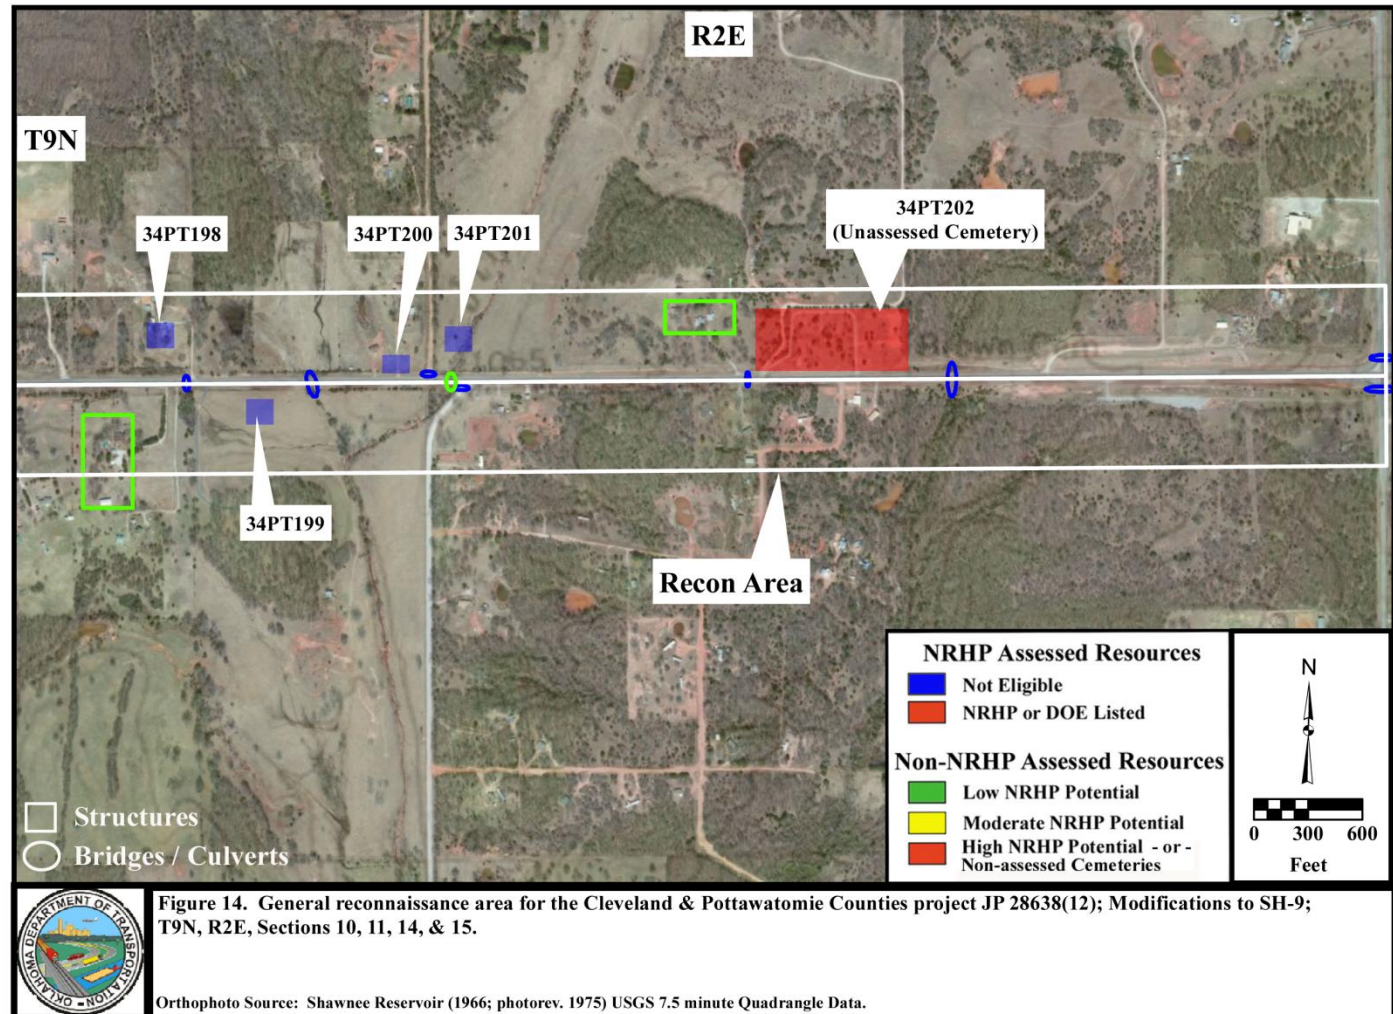 R2E
T9N
34PT198
34PT200
34PT201
34PT202
(Unassessed Cemetery)
34PT199
Recon Area
NRHP Assessed Resources
Not Eligible
NRHP or DOE Listed
Non-NRHP Assessed Resources
Low NRHP Potential
Moderate NRHP Potential
High NRHP Potential - or -
Non-assessed Cemeteries
N
0 300 600
Feet
Structures
Bridges / Culverts
OKLAHOMA DEPARTMENT OF TRANSPORTATION
Figure 14. General reconnaissance area for the Cleveland & Pottawatomie Counties project JP 28638(12); Modifications to SH-9;
T9N, R2E, Sections 10, 11, 14, & 15.
Orthophoto Source: Shawnee Reservoir (1966; photorev. 1975) USGS 7.5 minute Quadrangle Data.